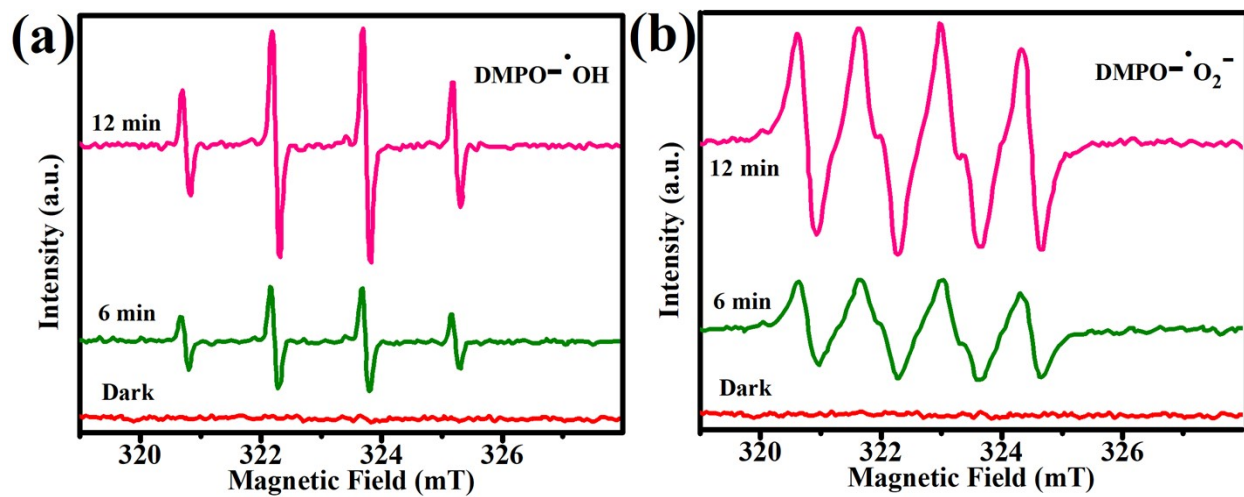 (a)
DMPO-•OH
12 min
6 min
Dark
Intensity (a.u.)
320 322 324 326
Magnetic Field (mT)
(b)
DMPO-•O₂⁻
12 min
6 min
Dark
Intensity (a.u.)
320 322 324 326
Magnetic Field (mT)